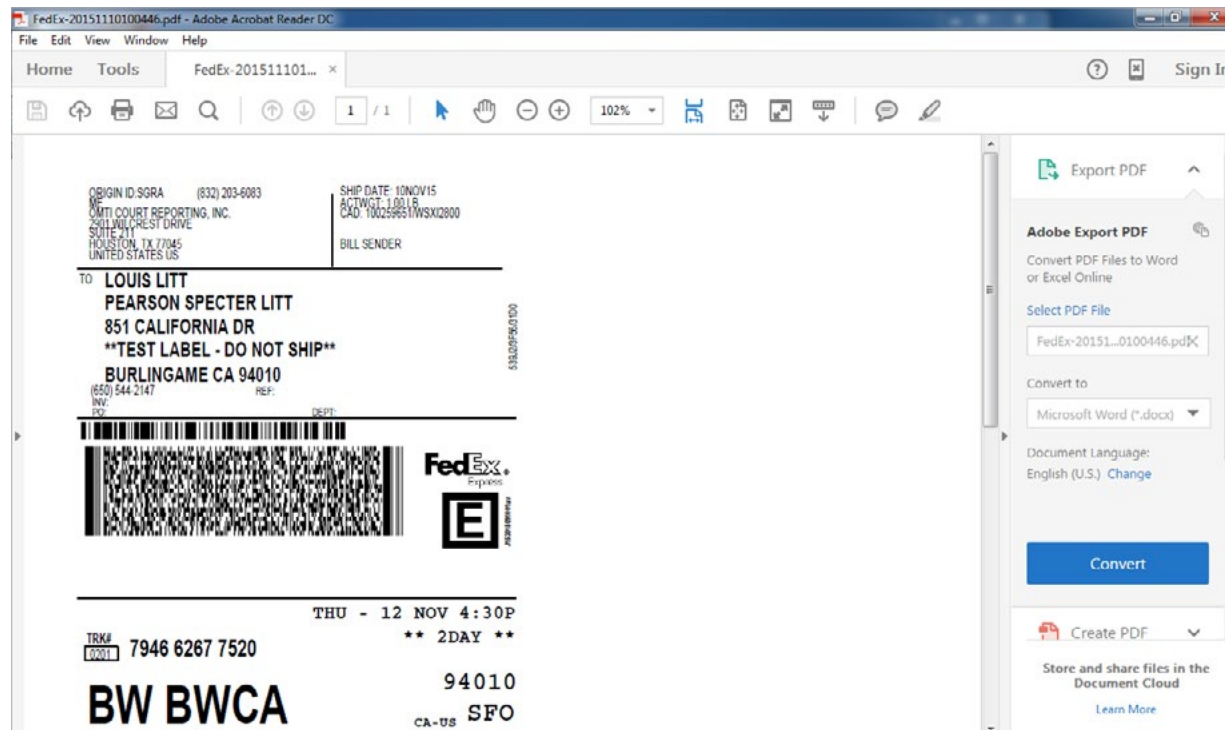 FedEx-20151110100446.pdf - Adobe Acrobat Reader DC
File Edit View Window Help
Home Tools FedEx-201511101... × Sign In
1 / 1 102%
ORIGIN ID:SGRA (832) 203-6083
ME
OMTI COURT REPORTING, INC.
2901 WILCREST DRIVE
SUITE 211
HOUSTON, TX 77045
UNITED STATES US
SHIP DATE: 10NOV15
ACTWGT: 1.00 LB
CAD: 100259651/WSXI2800
BILL SENDER
TO LOUIS LITT
PEARSON SPECTER LITT
851 CALIFORNIA DR
**TEST LABEL - DO NOT SHIP**
BURLINGAME CA 94010
(650) 544-2147 REF:
INV:
PO: DEPT:
FedEx
Express
E
THU - 12 NOV 4:30P
** 2DAY **
TRK#
0201 7946 6267 7520
BW BWCA
94010
CA-US SFO
Export PDF
Adobe Export PDF
Convert PDF Files to Word
or Excel Online
Select PDF File
FedEx-20151...0100446.pdf
Convert to
Microsoft Word (*.docx)
Document Language:
English (U.S.) Change
Convert
Create PDF
Store and share files in the
Document Cloud
Learn More